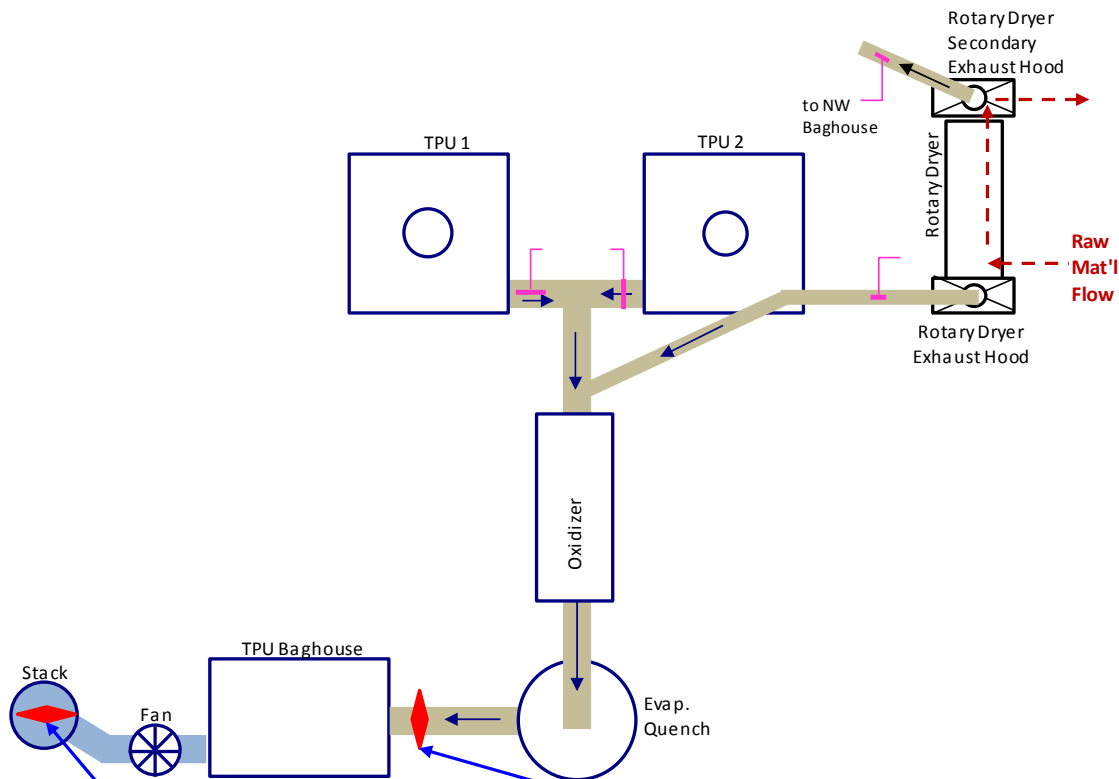 Rotary Dryer
Secondary
Exhaust Hood
to NW
Baghouse
TPU 1
TPU 2
Rotary Dryer
Raw
Mat'l
Flow
Rotary Dryer
Exhaust Hood
Oxidizer
TPU Baghouse
Stack
Fan
Evap.
Quench